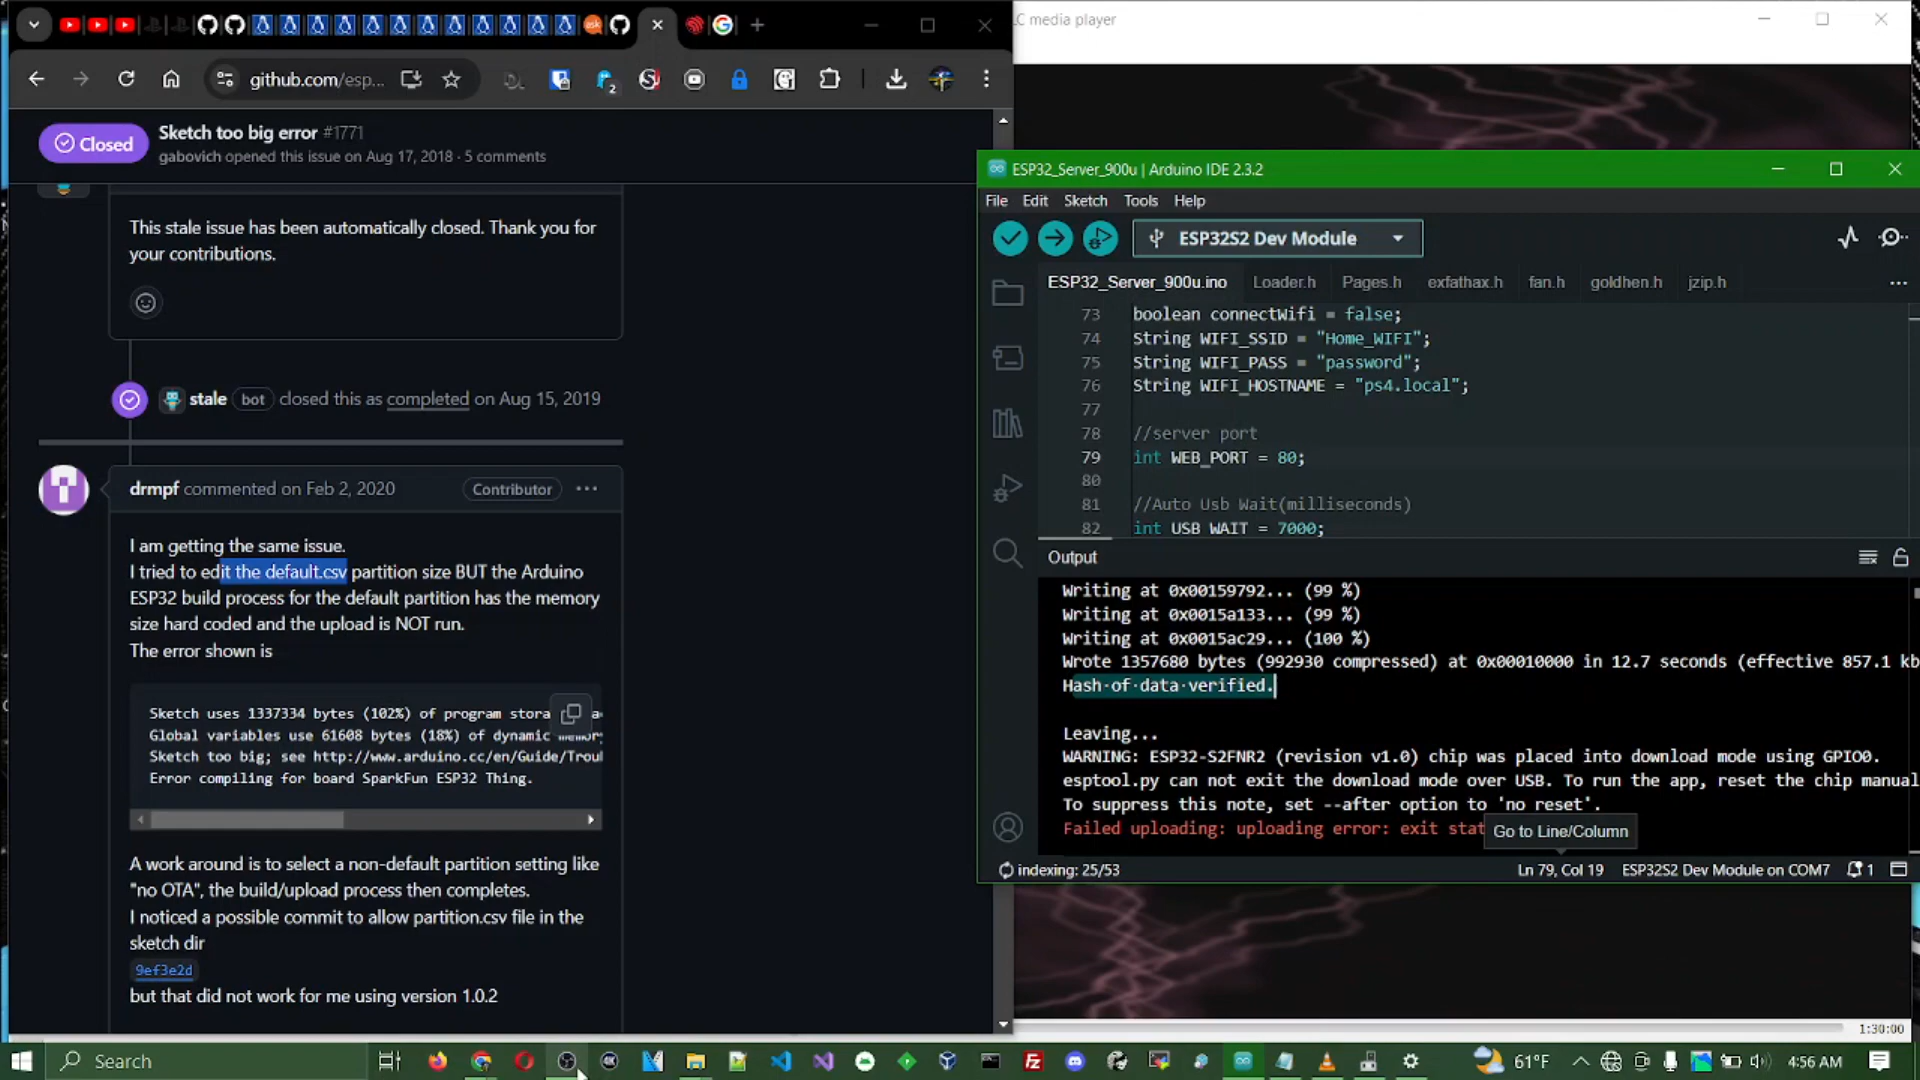 LC media player
github.com/esp...
2
Closed
Sketch too big error #1771
gabovich opened this issue on Aug 17, 2018 · 5 comments
This stale issue has been automatically closed. Thank you for
your contributions.
stale bot closed this as completed on Aug 15, 2019
drmpf commented on Feb 2, 2020 Contributor ...
I am getting the same issue.
I tried to edit the default.csv partition size BUT the Arduino
ESP32 build process for the default partition has the memory
size hard coded and the upload is NOT run.
The error shown is
Sketch uses 1337334 bytes (102%) of program stora
Global variables use 61608 bytes (18%) of dynamic memory
Sketch too big; see http://www.arduino.cc/en/Guide/Trou
Error compiling for board SparkFun ESP32 Thing.
A work around is to select a non-default partition setting like
"no OTA", the build/upload process then completes.
I noticed a possible commit to allow partition.csv file in the
sketch dir
9ef3e2d
but that did not work for me using version 1.0.2
ESP32_Server_900u | Arduino IDE 2.3.2
File Edit Sketch Tools Help
ESP32S2 Dev Module
ESP32_Server_900u.ino Loader.h Pages.h exfathax.h fan.h goldhen.h jzip.h ...
73 boolean connectWifi = false;
74 String WIFI_SSID = "Home_WIFI";
75 String WIFI_PASS = "password";
76 String WIFI_HOSTNAME = "ps4.local";
77
78 //server port
79 int WEB_PORT = 80;
80
81 //Auto Usb Wait(milliseconds)
82 int USB_WAIT = 7000;
Output
Writing at 0x00159792... (99 %)
Writing at 0x0015a133... (99 %)
Writing at 0x0015ac29... (100 %)
Wrote 1357680 bytes (992930 compressed) at 0x00010000 in 12.7 seconds (effective 857.1 kb
Hash·of·data·verified.
Leaving...
WARNING: ESP32-S2FNR2 (revision v1.0) chip was placed into download mode using GPIO0.
esptool.py can not exit the download mode over USB. To run the app, reset the chip manual
To suppress this note, set --after option to 'no reset'.
Failed uploading: uploading error: exit stat
Go to Line/Column
indexing: 25/53 Ln 79, Col 19 ESP32S2 Dev Module on COM7 1
1:30:00
Search 61°F 4:56 AM